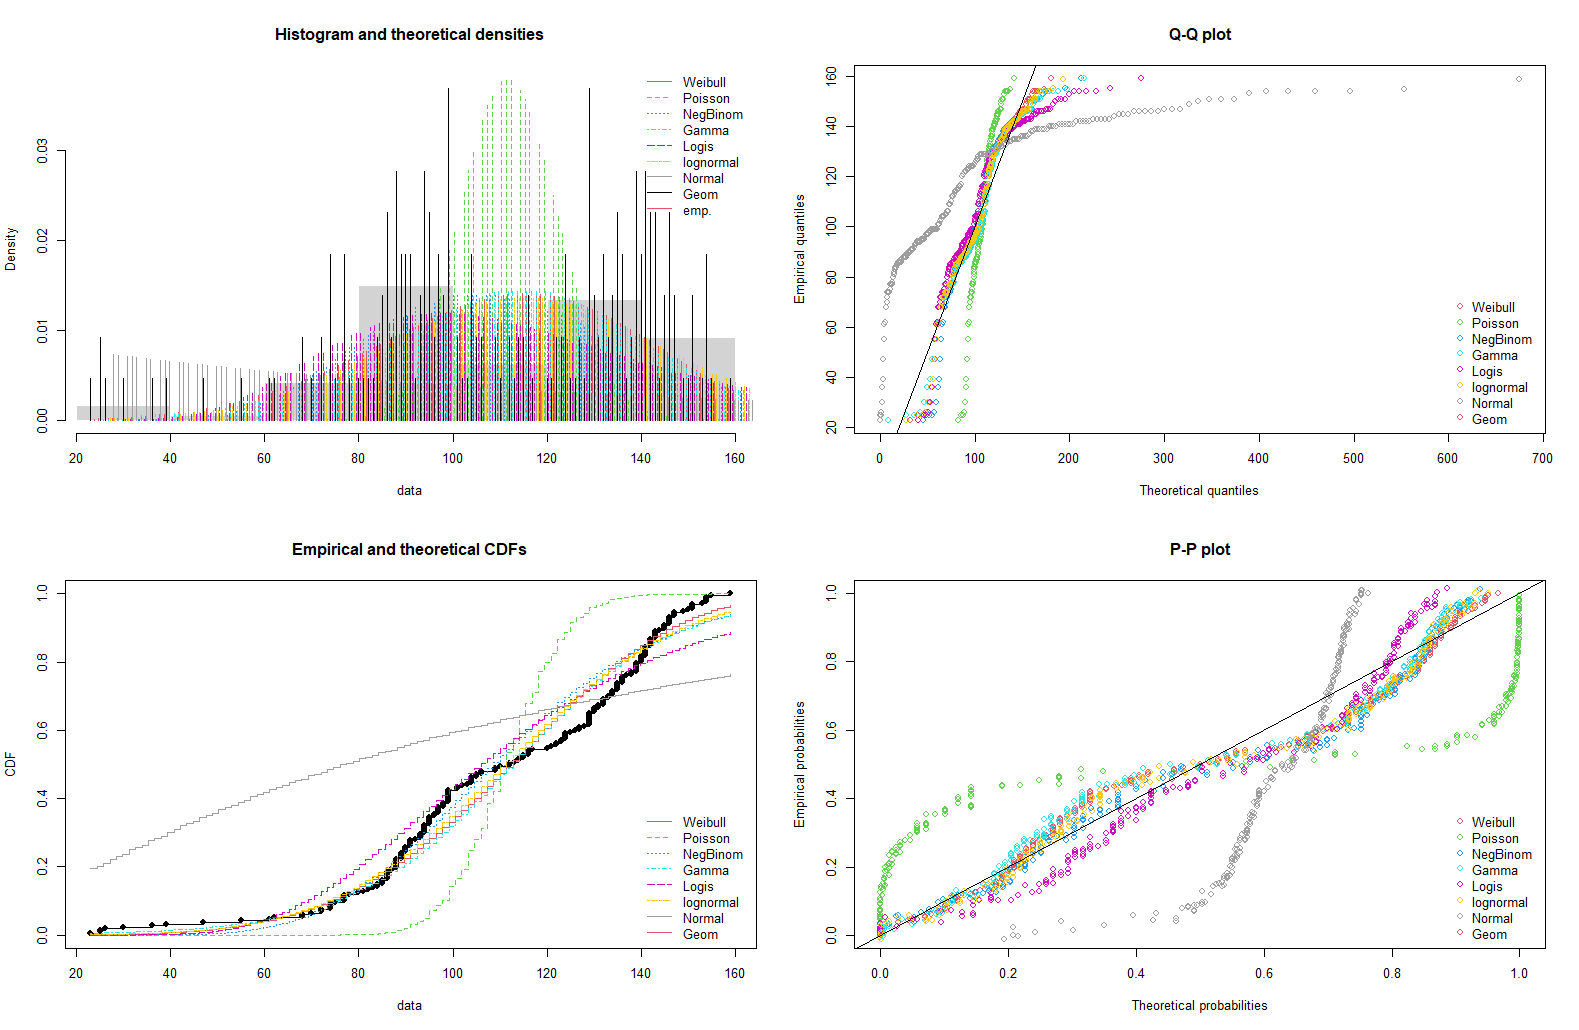 Histogram and theoretical densities
Density
0.00
0.01
0.02
0.03
Weibull
Poisson
NegBinom
Gamma
Logis
lognormal
Normal
Geom
emp.
20 40 60 80 100 120 140 160
data
Q-Q plot
Empirical quantiles
20 40 60 80 100 120 140 160
Weibull
Poisson
NegBinom
Gamma
Logis
lognormal
Normal
Geom
0 100 200 300 400 500 600 700
Theoretical quantiles
Empirical and theoretical CDFs
CDF
0.0 0.2 0.4 0.6 0.8 1.0
Weibull
Poisson
NegBinom
Gamma
Logis
lognormal
Normal
Geom
20 40 60 80 100 120 140 160
data
P-P plot
Empirical probabilities
0.0 0.2 0.4 0.6 0.8 1.0
Weibull
Poisson
NegBinom
Gamma
Logis
lognormal
Normal
Geom
0.0 0.2 0.4 0.6 0.8 1.0
Theoretical probabilities